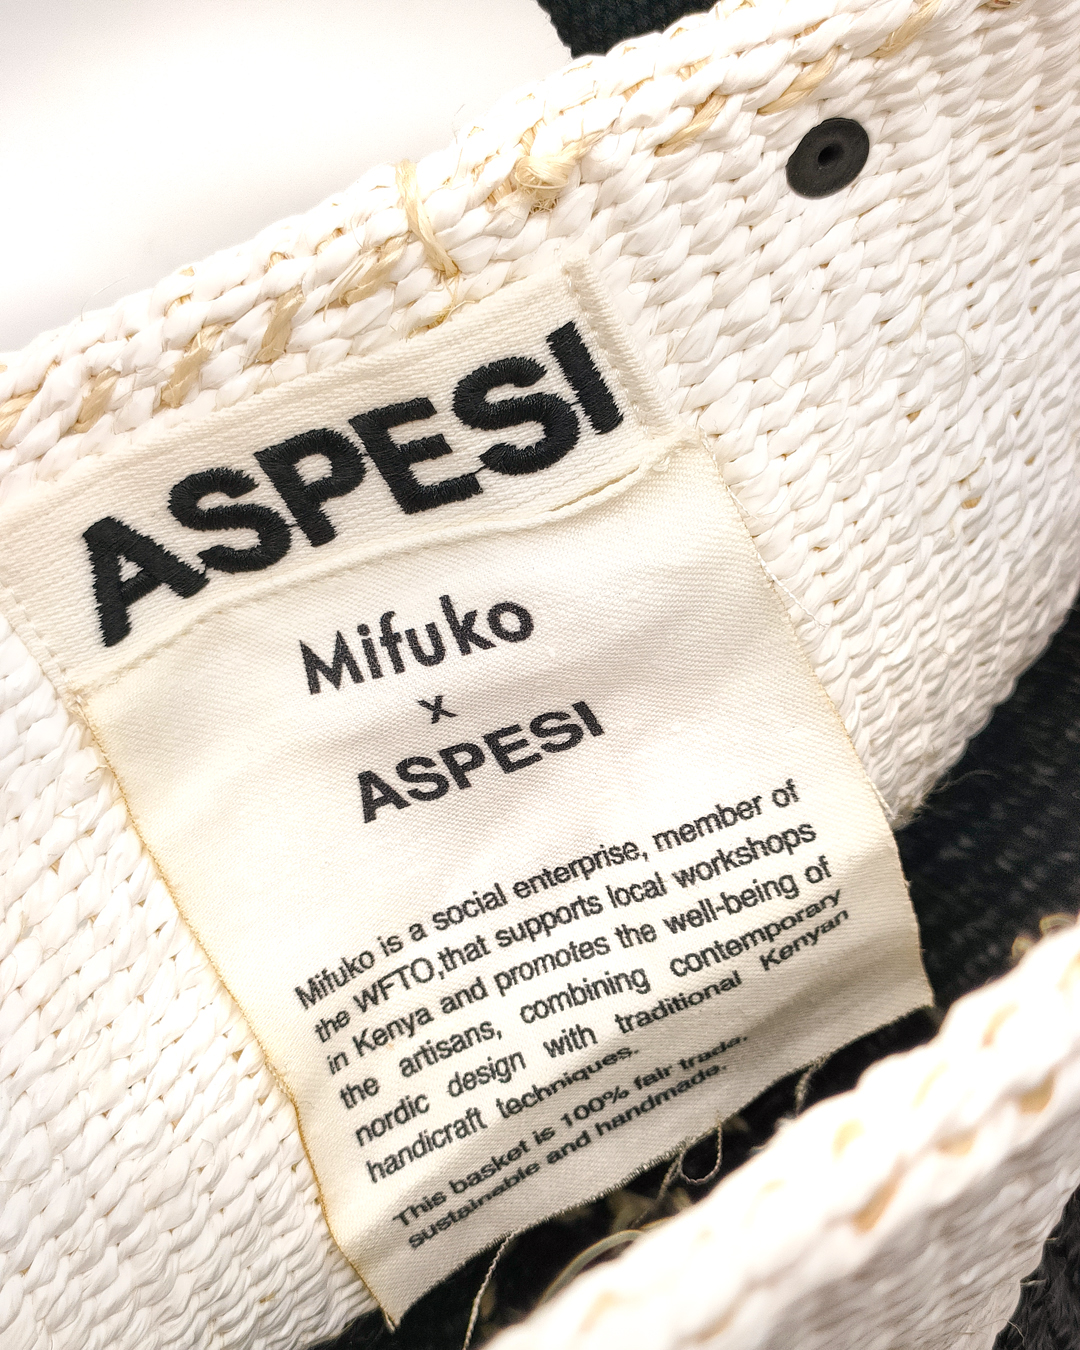 ASPESI
Mifuko
x
ASPESI
Mifuko is a social enterprise, member of
the WFTO,that supports local workshops
in Kenya and promotes the well-being of
the artisans, combining contemporary
nordic design with traditional Kenyan
handicraft techniques.
This basket is 100% fair trade.
sustainable and handmade.